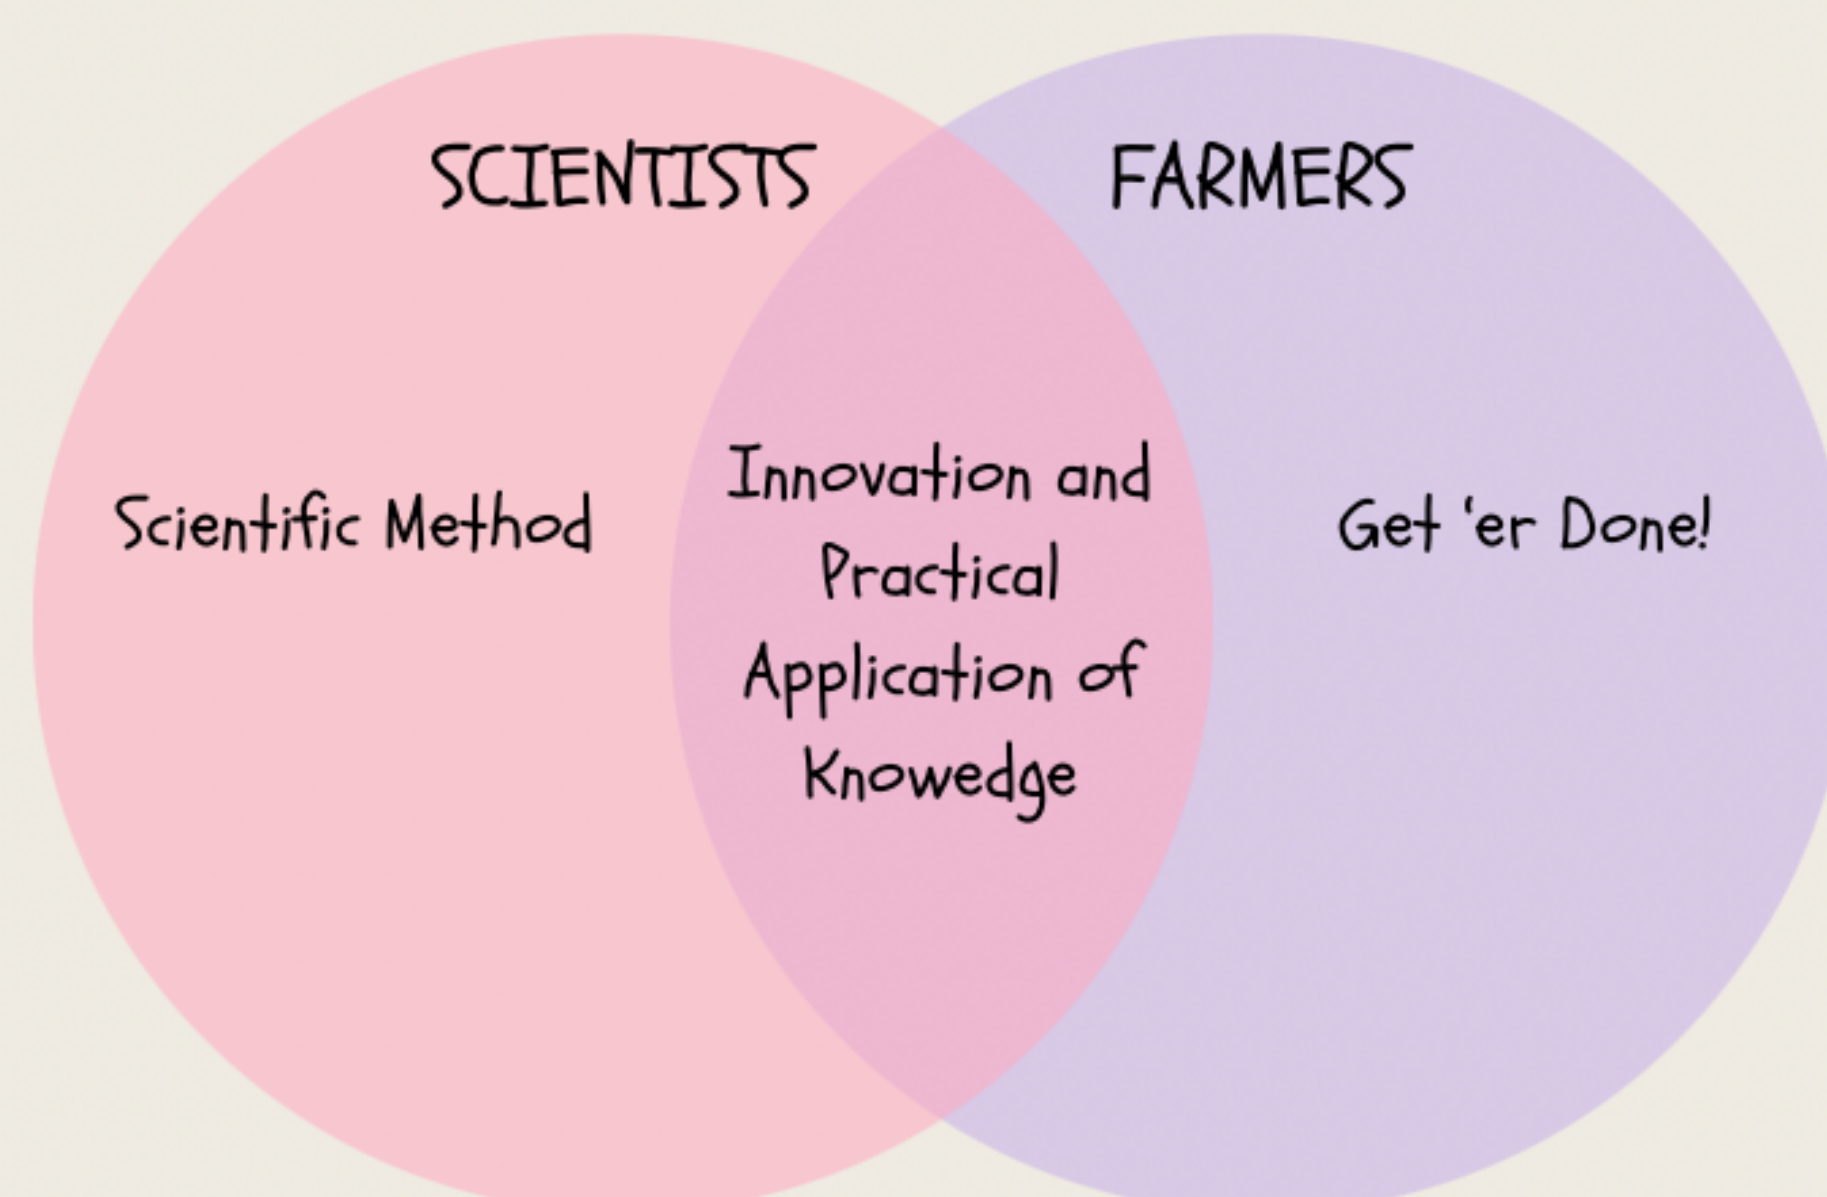 SCIENTISTS
FARMERS
Scientific Method
Innovation and
Practical
Application of
Knowedge
Get 'er Done!